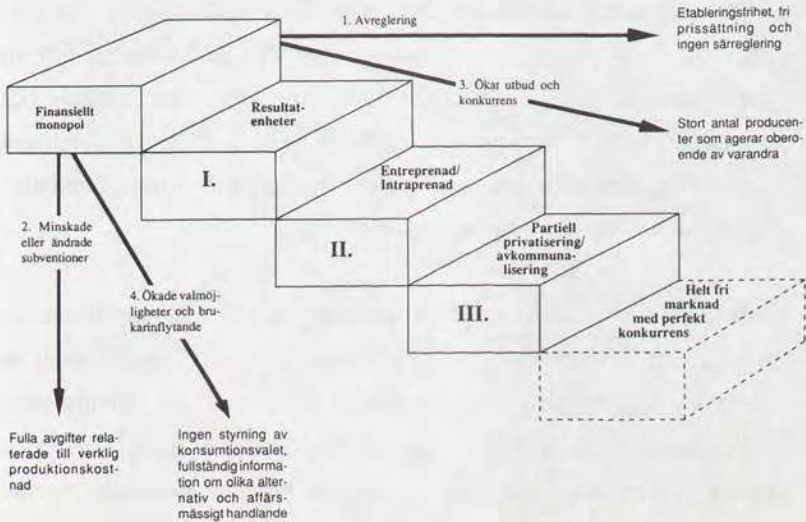 1. Avreglering
Etableringsfrihet, fri
prissättning och
ingen särreglering
3. Ökat utbud och
konkurrens
Stort antal producen-
ter som agerar obero-
ende av varandra
Finansiellt
monopol
Resultat-
enheter
I.
Entreprenad/
Intraprenad
II.
Partiell
privatisering/
avkommuna-
lisering
III.
Helt fri
marknad
med perfekt
konkurrens
2. Minskade
eller ändrade
subventioner
4. Ökade valmöj-
ligheter och bru-
karinflytande
Fulla avgifter rela-
terade till verklig
produktionskost-
nad
Ingen styrning av
konsumtionsvalet,
fullständig informa-
tion om olika alter-
nativ och affärs-
mässigt handlande